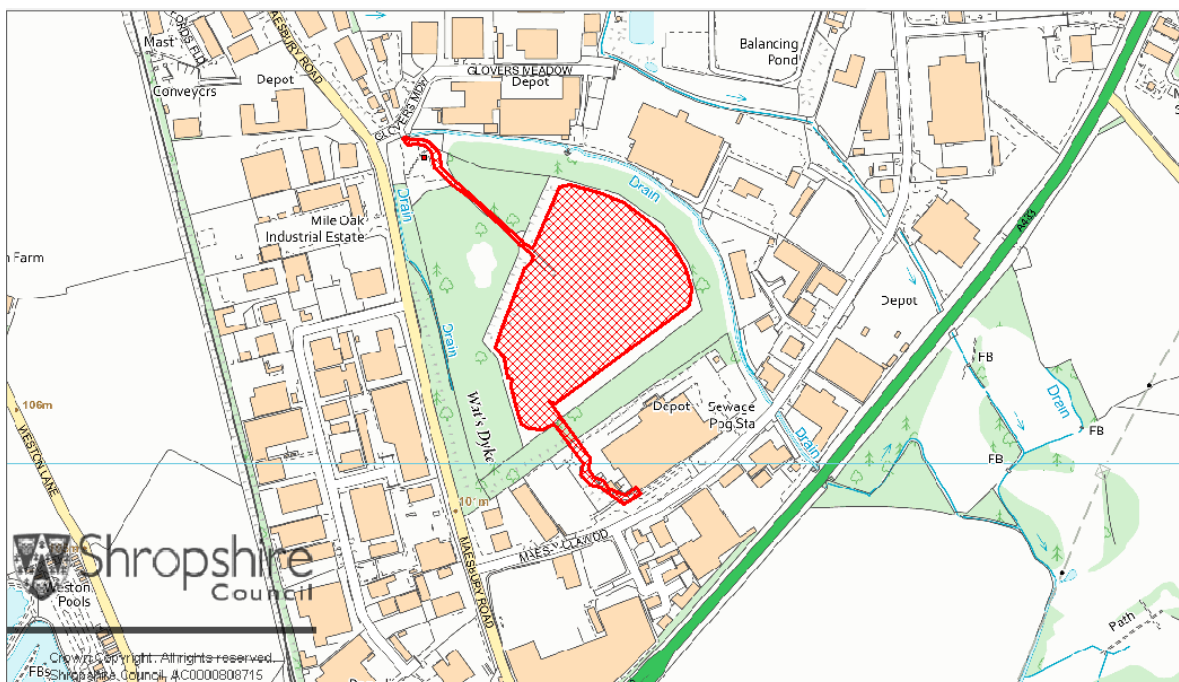 Mast
Depot
Conveyors
MAESBURY ROAD
GLOVERS MEADOW
Depot
GLOVERS MDW
Balancing
Pond
A483
Drain
Drain
Mile Oak
Industrial Estate
Farm
Drain
Depot
FB
Drain
FB
FB
Wat's Dyke
Depot
Sewage
Ppg Sta
Drain
106m
WESTON LANE
101m
MAES Y CLAWDD
MAESBURY ROAD
Shropshire
Council
Weston
Pools
FBs
Path
Crown Copyright. All rights reserved.
Shropshire Council, AC0000808715